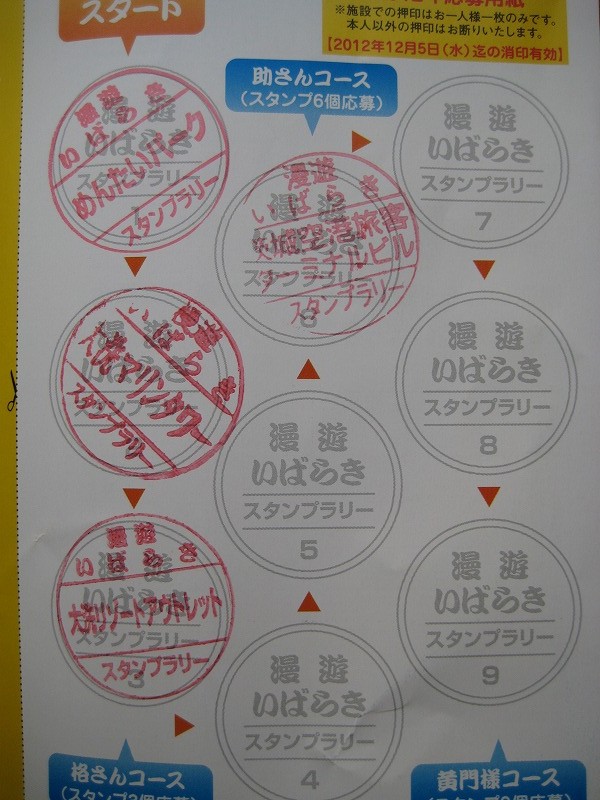 スタート
※施設での押印はお一人様一枚のみです。
本人以外の押印はお断りいたします。
【2012年12月5日(水)迄の消印有効】
助さんコース
(スタンプ6個応募)
漫遊
いばらき
めんたいパーク
スタンプラリー
1
漫遊
いばらき
大洗マリンタワー
スタンプラリー
漫遊
いばらき
大洗リゾートアウトレット
スタンプラリー
3
漫遊
いばらき
スタンプラリー
4
漫遊
いばらき
スタンプラリー
5
漫遊
いばらき
茨城空港旅客
ターミナルビル
スタンプラリー
6
漫遊
いばらき
スタンプラリー
7
漫遊
いばらき
スタンプラリー
8
漫遊
いばらき
スタンプラリー
9
格さんコース
(スタンプ3個応募)
黄門様コース